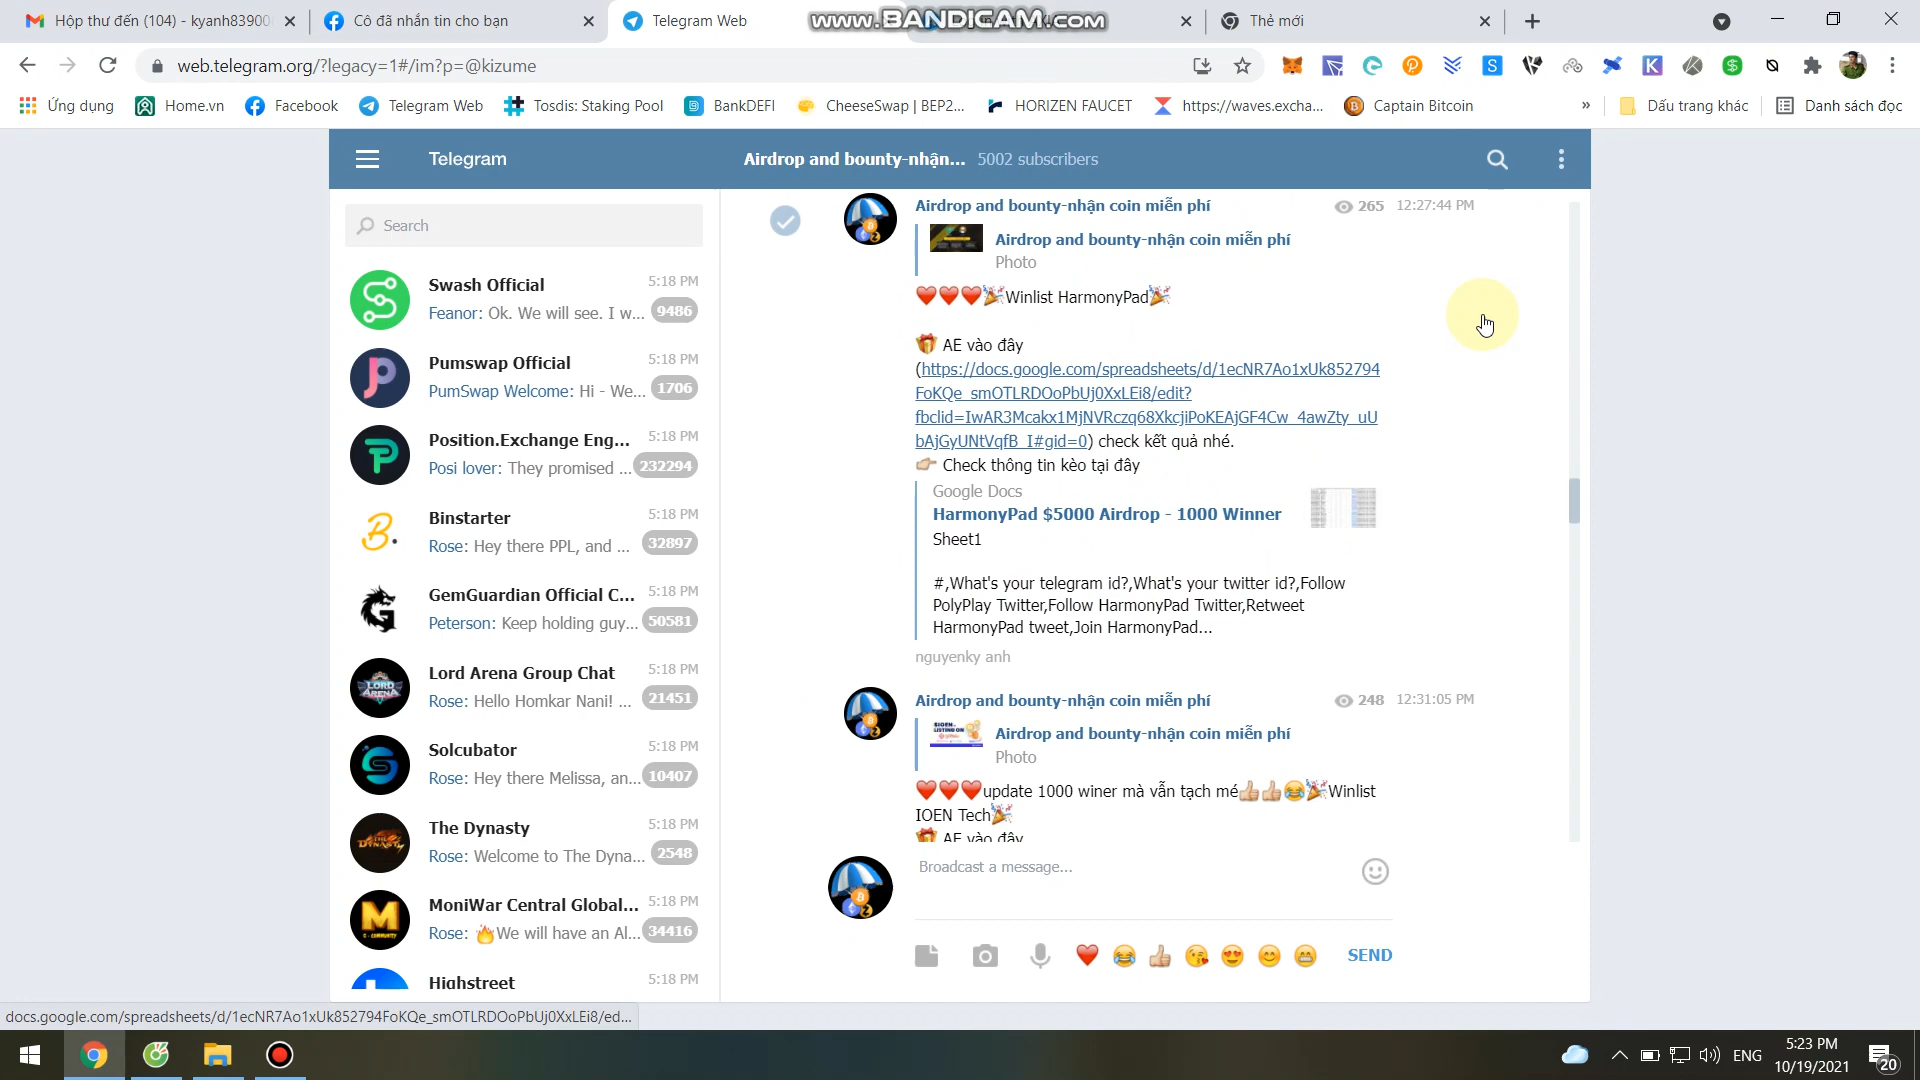 Hộp thư đến (104) - kyanh83900
Cô đã nhắn tin cho bạn
Telegram Web
www.BANDICAM.com
Thẻ mới
web.telegram.org/?legacy=1#/im?p=@kizume
Ứng dụng
Home.vn
Facebook
Telegram Web
Tosdis: Staking Pool
BankDEFI
CheeseSwap | BEP2...
HORIZEN FAUCET
https://waves.excha...
Captain Bitcoin
»
Dấu trang khác
Danh sách đọc
Telegram
Airdrop and bounty-nhận... 5002 subscribers
Search
Swash Official 5:18 PM
Feanor: Ok. We will see. I w... 9486
Pumswap Official 5:18 PM
PumSwap Welcome: Hi - We... 1706
Position.Exchange Eng... 5:18 PM
Posi lover: They promised ... 232294
Binstarter 5:18 PM
Rose: Hey there PPL, and ... 32897
GemGuardian Official C... 5:18 PM
Peterson: Keep holding guy... 50581
Lord Arena Group Chat 5:18 PM
Rose: Hello Homkar Nani! ... 21451
Solcubator 5:18 PM
Rose: Hey there Melissa, an... 10407
The Dynasty 5:18 PM
Rose: Welcome to The Dyna... 2548
MoniWar Central Global... 5:18 PM
Rose: 🔥We will have an Al... 34416
Highstreet 5:18 PM
Airdrop and bounty-nhận coin miễn phí 265 12:27:44 PM
Airdrop and bounty-nhận coin miễn phí
Photo
❤️❤️❤️🎉Winlist HarmonyPad🎉
🎁 AE vào đây
(https://docs.google.com/spreadsheets/d/1ecNR7Ao1xUk852794
FoKQe_smOTLRDOoPbUj0XxLEi8/edit?
fbclid=IwAR3Mcakx1MjNVRczq68XkcjiPoKEAjGF4Cw_4awZty_uU
bAjGyUNtVqfB_I#gid=0) check kết quả nhé.
👉🏼 Check thông tin kèo tại đây
Google Docs
HarmonyPad $5000 Airdrop - 1000 Winner
Sheet1
#,What's your telegram id?,What's your twitter id?,Follow
PolyPlay Twitter,Follow HarmonyPad Twitter,Retweet
HarmonyPad tweet,Join HarmonyPad...
nguyenky anh
Airdrop and bounty-nhận coin miễn phí 248 12:31:05 PM
Airdrop and bounty-nhận coin miễn phí
Photo
❤️❤️❤️update 1000 winer mà vẫn tạch mé👍🏼👍🏼😂🎉Winlist
IOEN Tech🎉
🎁 AE vào đây
Broadcast a message...
SEND
docs.google.com/spreadsheets/d/1ecNR7Ao1xUk852794FoKQe_smOTLRDOoPbUj0XxLEi8/ed...
ENG
5:23 PM
10/19/2021
20